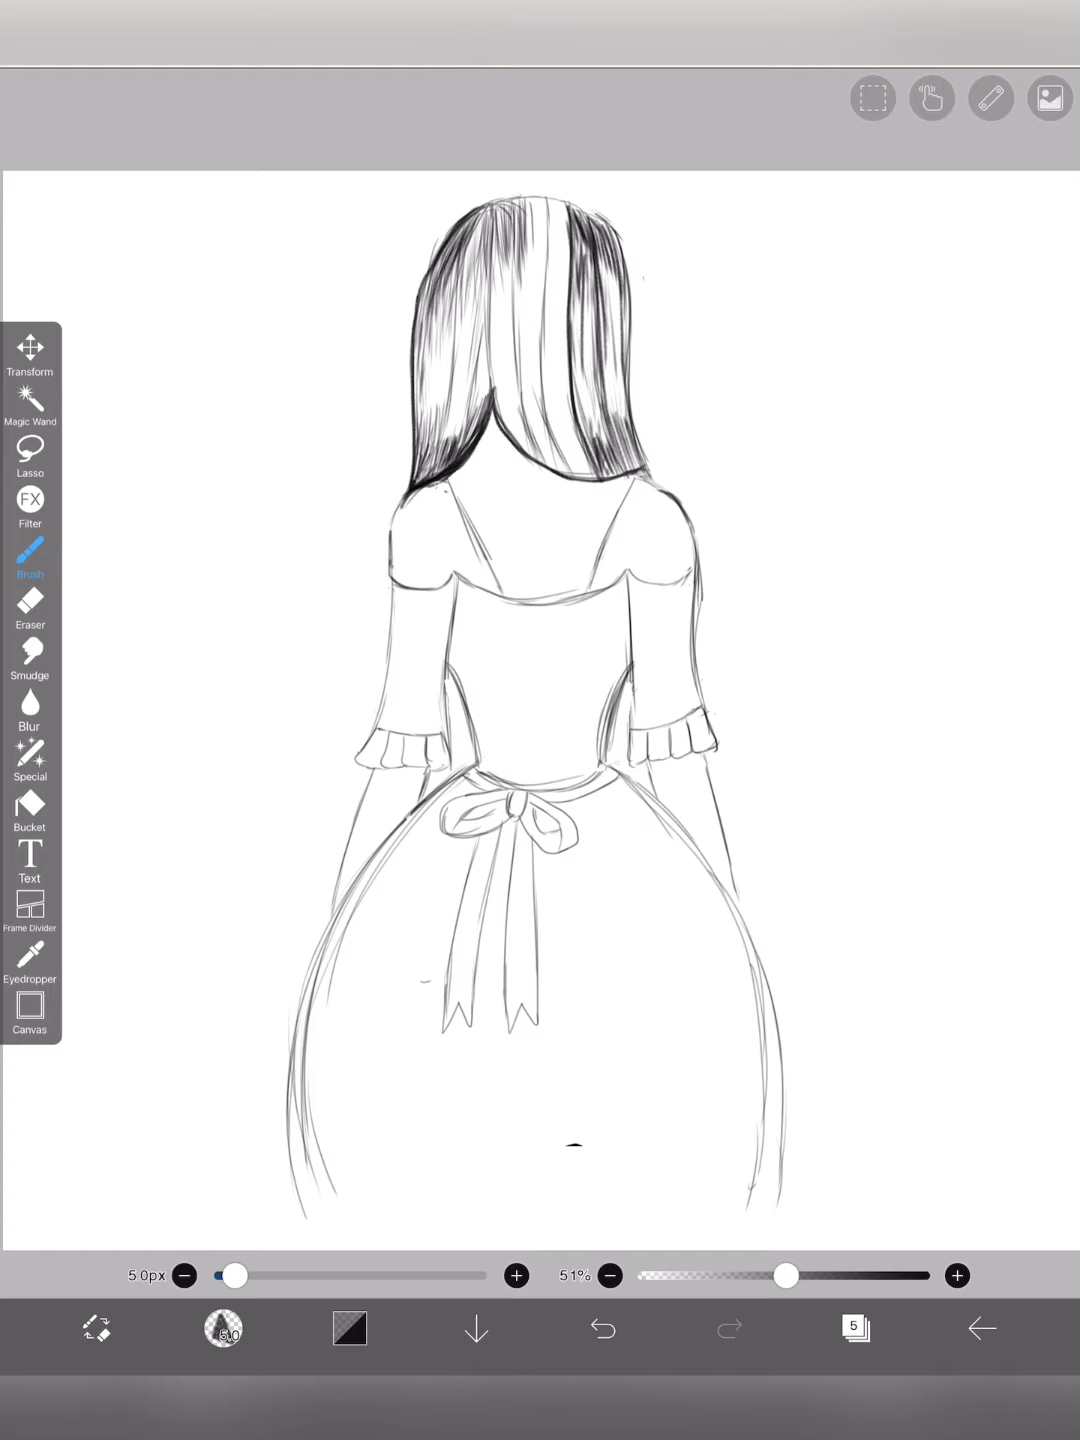 Transform
Magic Wand
Lasso
FX
Filter
Brush
Eraser
Smudge
Blur
Special
Bucket
T
Text
Frame Divider
Eyedropper
Canvas
5.0px
51%
5.0
5